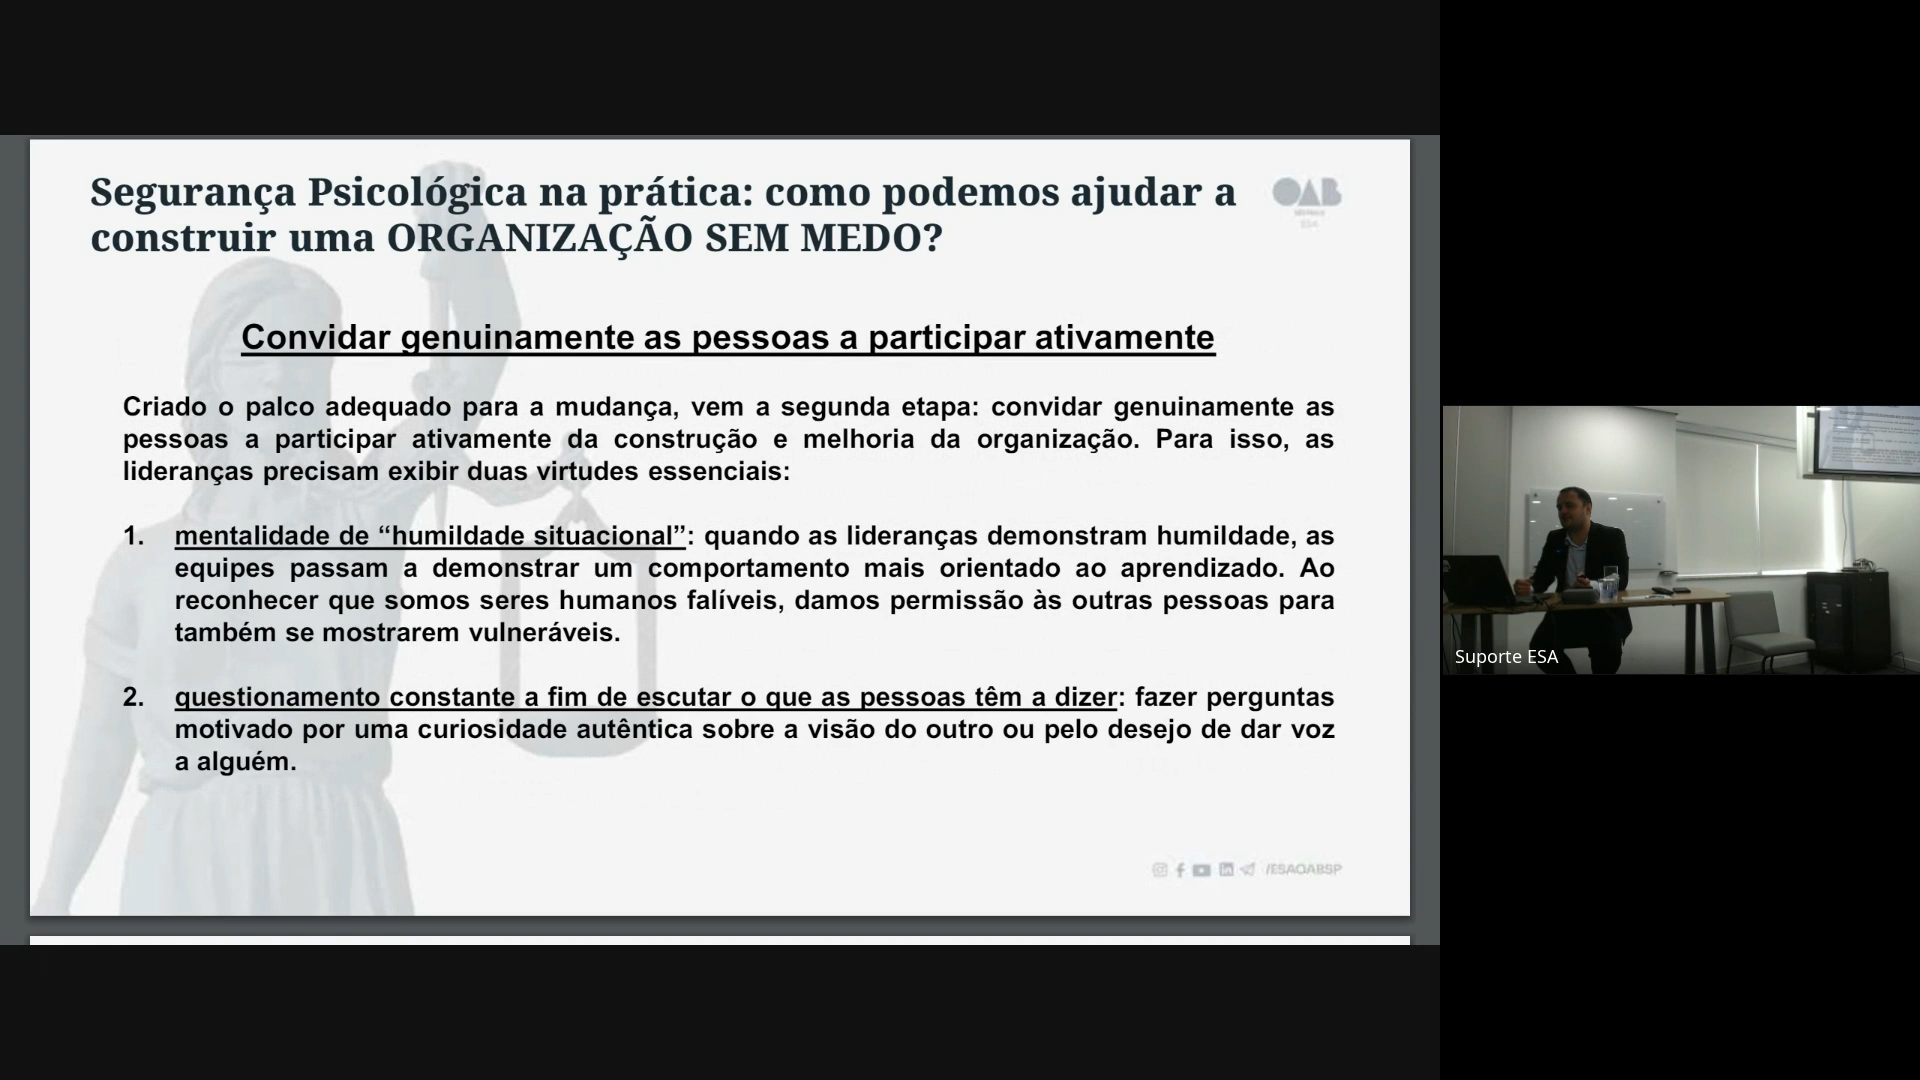 Segurança Psicológica na prática: como podemos ajudar a
construir uma ORGANIZAÇÃO SEM MEDO?
OAB
Convidar genuinamente as pessoas a participar ativamente
Criado o palco adequado para a mudança, vem a segunda etapa: convidar genuinamente as
pessoas a participar ativamente da construção e melhoria da organização. Para isso, as
lideranças precisam exibir duas virtudes essenciais:
1. mentalidade de “humildade situacional”: quando as lideranças demonstram humildade, as
equipes passam a demonstrar um comportamento mais orientado ao aprendizado. Ao
reconhecer que somos seres humanos falíveis, damos permissão às outras pessoas para
também se mostrarem vulneráveis.
2. questionamento constante a fim de escutar o que as pessoas têm a dizer: fazer perguntas
motivado por uma curiosidade autêntica sobre a visão do outro ou pelo desejo de dar voz
a alguém.
/ESAOABSP
Suporte ESA